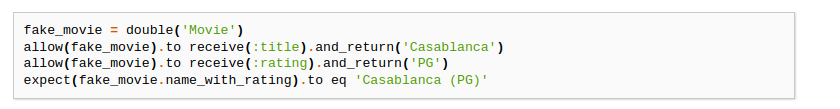 fake_movie = double('Movie')
allow(fake_movie).to receive(:title).and_return('Casablanca')
allow(fake_movie).to receive(:rating).and_return('PG')
expect(fake_movie.name_with_rating).to eq 'Casablanca (PG)'